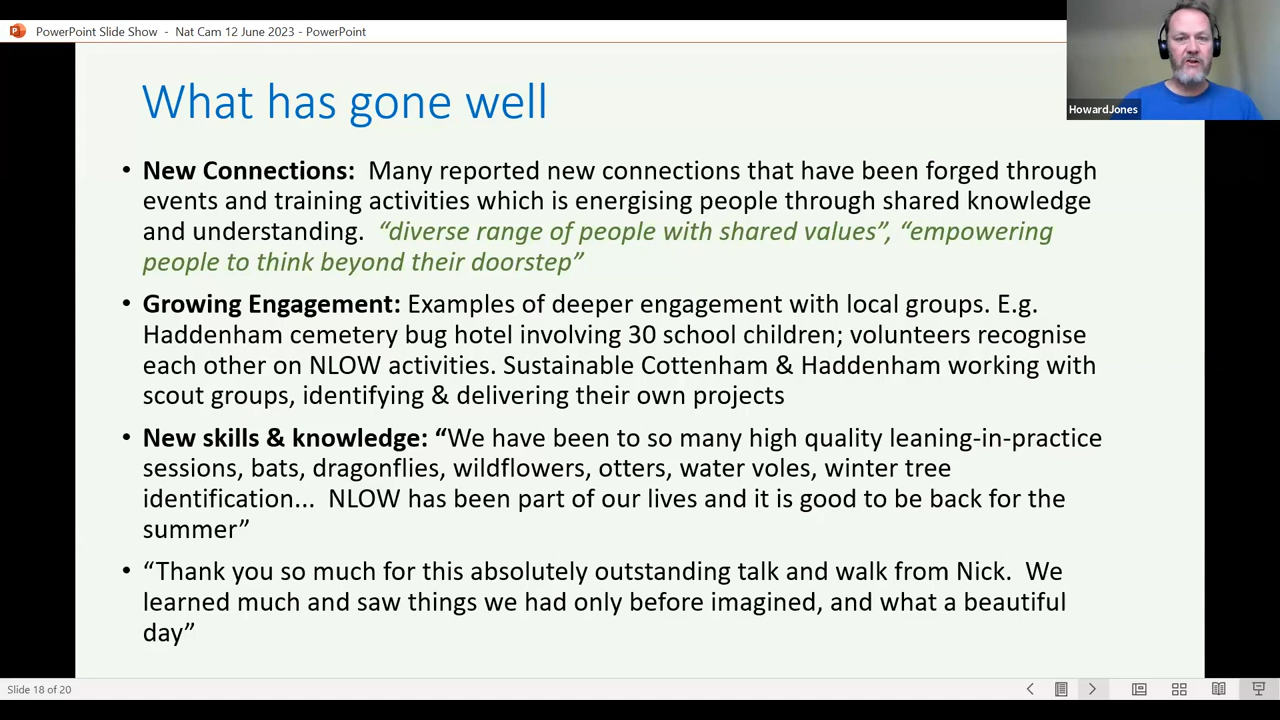 PowerPoint Slide Show - Nat Cam 12 June 2023 - PowerPoint
HowardJones
What has gone well
• New Connections: Many reported new connections that have been forged through
events and training activities which is energising people through shared knowledge
and understanding. “diverse range of people with shared values”, “empowering
people to think beyond their doorstep”
• Growing Engagement: Examples of deeper engagement with local groups. E.g.
Haddenham cemetery bug hotel involving 30 school children; volunteers recognise
each other on NLOW activities. Sustainable Cottenham & Haddenham working with
scout groups, identifying & delivering their own projects
• New skills & knowledge: “We have been to so many high quality leaning-in-practice
sessions, bats, dragonflies, wildflowers, otters, water voles, winter tree
identification... NLOW has been part of our lives and it is good to be back for the
summer”
• “Thank you so much for this absolutely outstanding talk and walk from Nick. We
learned much and saw things we had only before imagined, and what a beautiful
day”
Slide 18 of 20